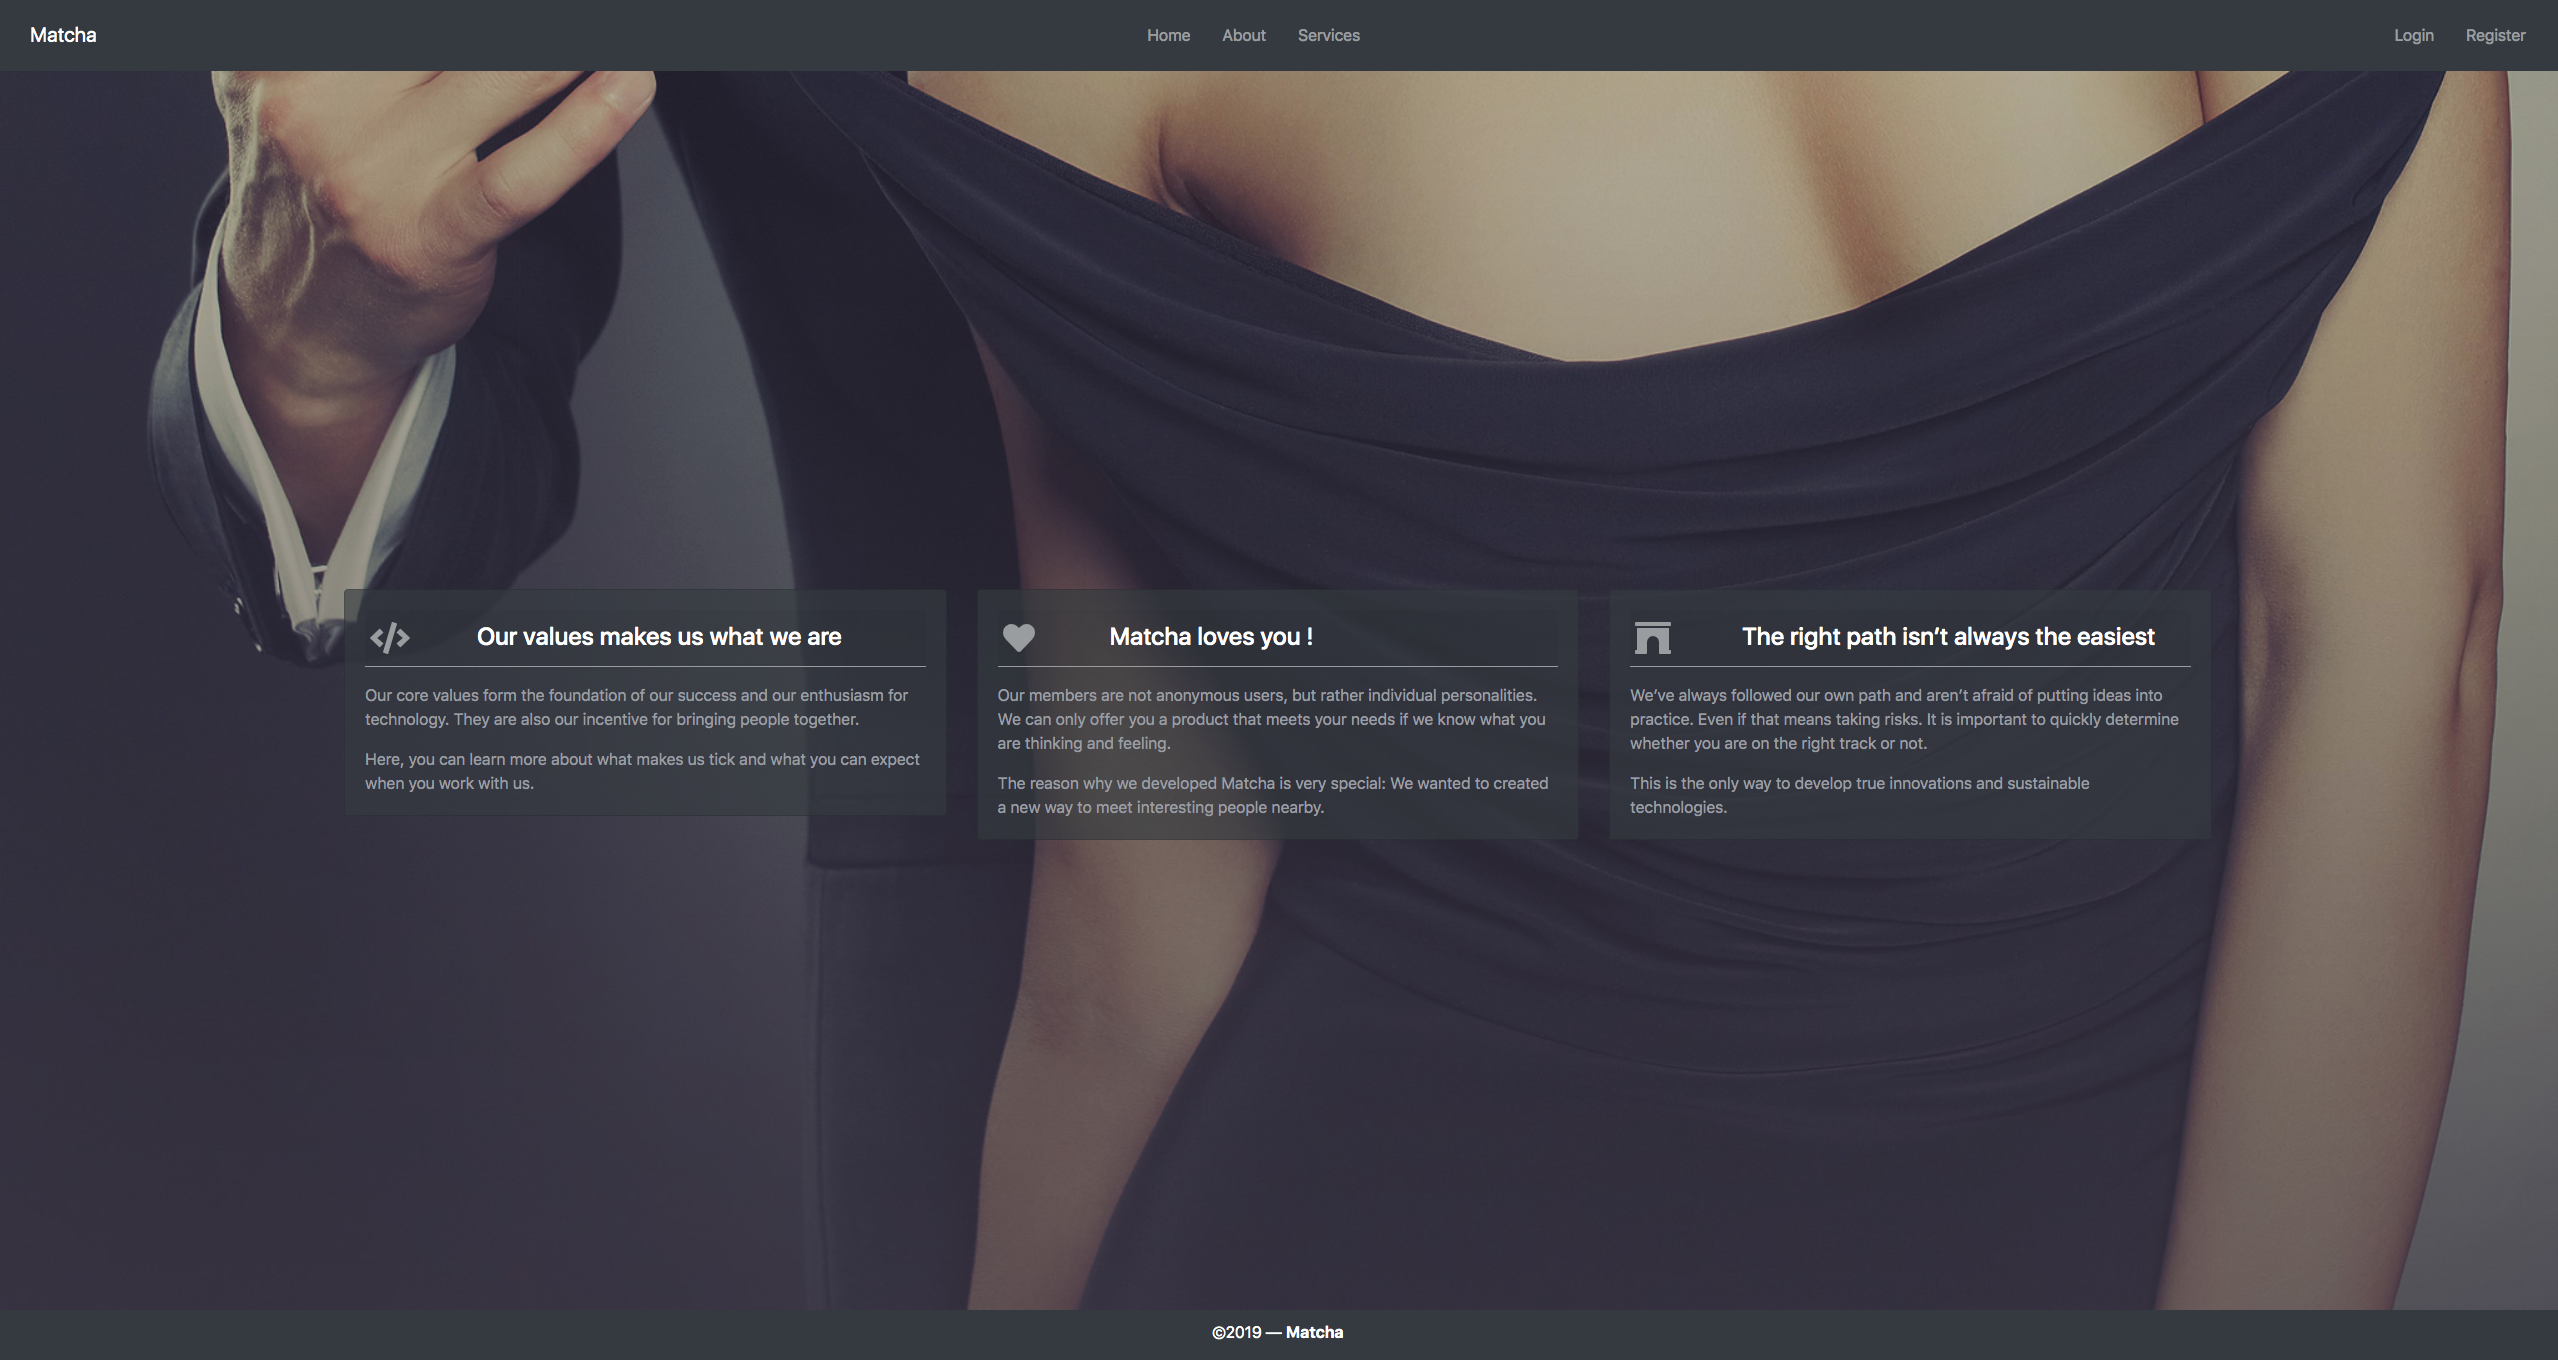 Matcha
Home About Services
Login Register
Our values makes us what we are
Our core values form the foundation of our success and our enthusiasm for
technology. They are also our incentive for bringing people together.
Here, you can learn more about what makes us tick and what you can expect
when you work with us.
Matcha loves you !
Our members are not anonymous users, but rather individual personalities.
We can only offer you a product that meets your needs if we know what you
are thinking and feeling.
The reason why we developed Matcha is very special: We wanted to created
a new way to meet interesting people nearby.
The right path isn’t always the easiest
We’ve always followed our own path and aren’t afraid of putting ideas into
practice. Even if that means taking risks. It is important to quickly determine
whether you are on the right track or not.
This is the only way to develop true innovations and sustainable
technologies.
©2019 — Matcha